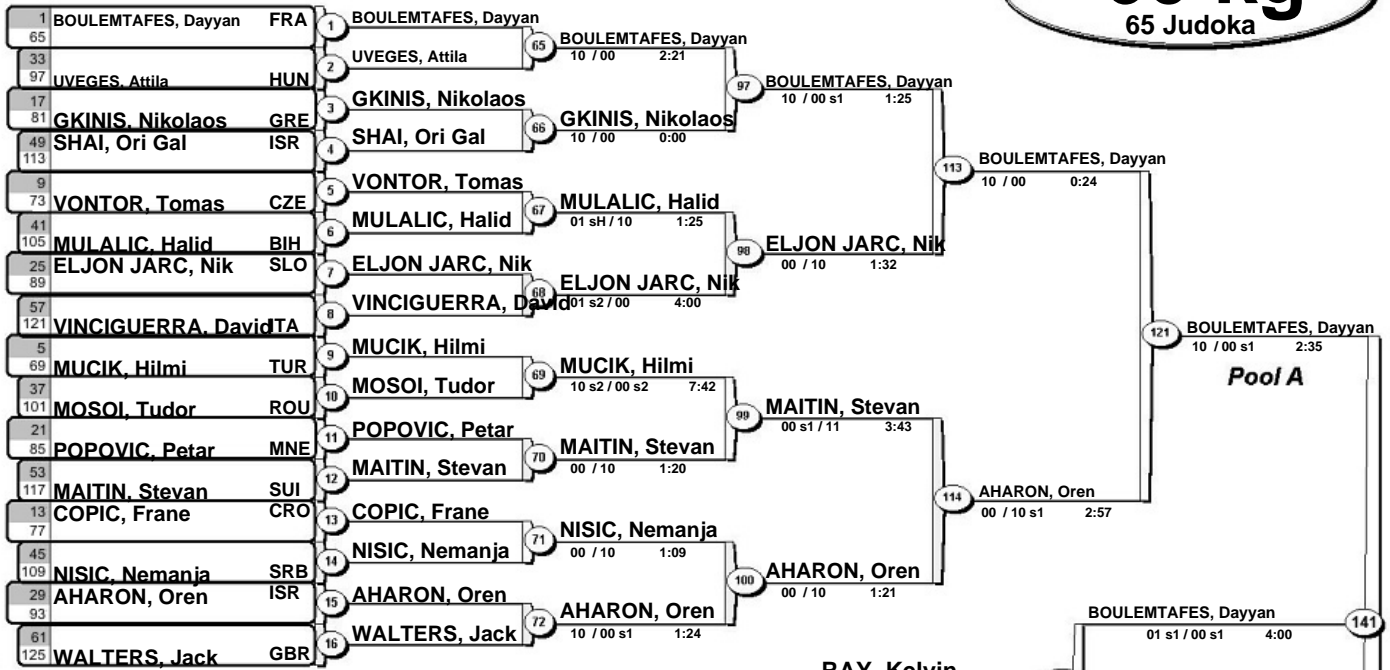 65 Judoka
1 BOULEMTAFES, Dayyan FRA
65
33
97 UVEGES, Attila HUN
17
81 GKINIS, Nikolaos GRE
49 SHAI, Ori Gal ISR
113
9
73 VONTOR, Tomas CZE
41
105 MULALIC, Halid BIH
25 ELJON JARC, Nik SLO
89
57
121 VINCIGUERRA, David ITA
5
69 MUCIK, Hilmi TUR
37
101 MOSOI, Tudor ROU
21
85 POPOVIC, Petar MNE
53
117 MAITIN, Stevan SUI
13 COPIC, Frane CRO
77
45
109 NISIC, Nemanja SRB
29 AHARON, Oren ISR
93
61
125 WALTERS, Jack GBR
1 BOULEMTAFES, Dayyan
2 UVEGES, Attila
3 GKINIS, Nikolaos
4 SHAI, Ori Gal
5 VONTOR, Tomas
6 MULALIC, Halid
7 ELJON JARC, Nik
8 VINCIGUERRA, David
9 MUCIK, Hilmi
10 MOSOI, Tudor
11 POPOVIC, Petar
12 MAITIN, Stevan
13 COPIC, Frane
14 NISIC, Nemanja
15 AHARON, Oren
16 WALTERS, Jack
65 BOULEMTAFES, Dayyan
10 / 00 2:21
66 GKINIS, Nikolaos
10 / 00 0:00
67 MULALIC, Halid
01 sH / 10 1:25
68 ELJON JARC, Nik
01 s2 / 00 4:00
69 MUCIK, Hilmi
10 s2 / 00 s2 7:42
70 MAITIN, Stevan
00 / 10 1:20
71 NISIC, Nemanja
00 / 10 1:09
72 AHARON, Oren
10 / 00 s1 1:24
97 BOULEMTAFES, Dayyan
10 / 00 s1 1:25
98 ELJON JARC, Nik
00 / 10 1:32
99 MAITIN, Stevan
00 s1 / 11 3:43
100 AHARON, Oren
00 / 10 1:21
113 BOULEMTAFES, Dayyan
10 / 00 0:24
114 AHARON, Oren
00 / 10 s1 2:57
121 BOULEMTAFES, Dayyan
10 / 00 s1 2:35
Pool A
BOULEMTAFES, Dayyan
01 s1 / 00 s1 4:00
141